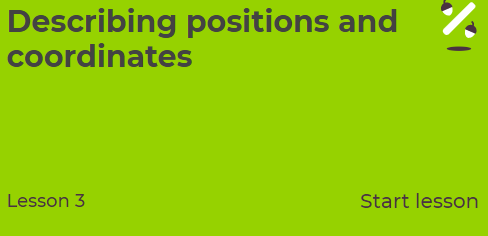 Describing positions and
coordinates
Lesson 3
Start lesson